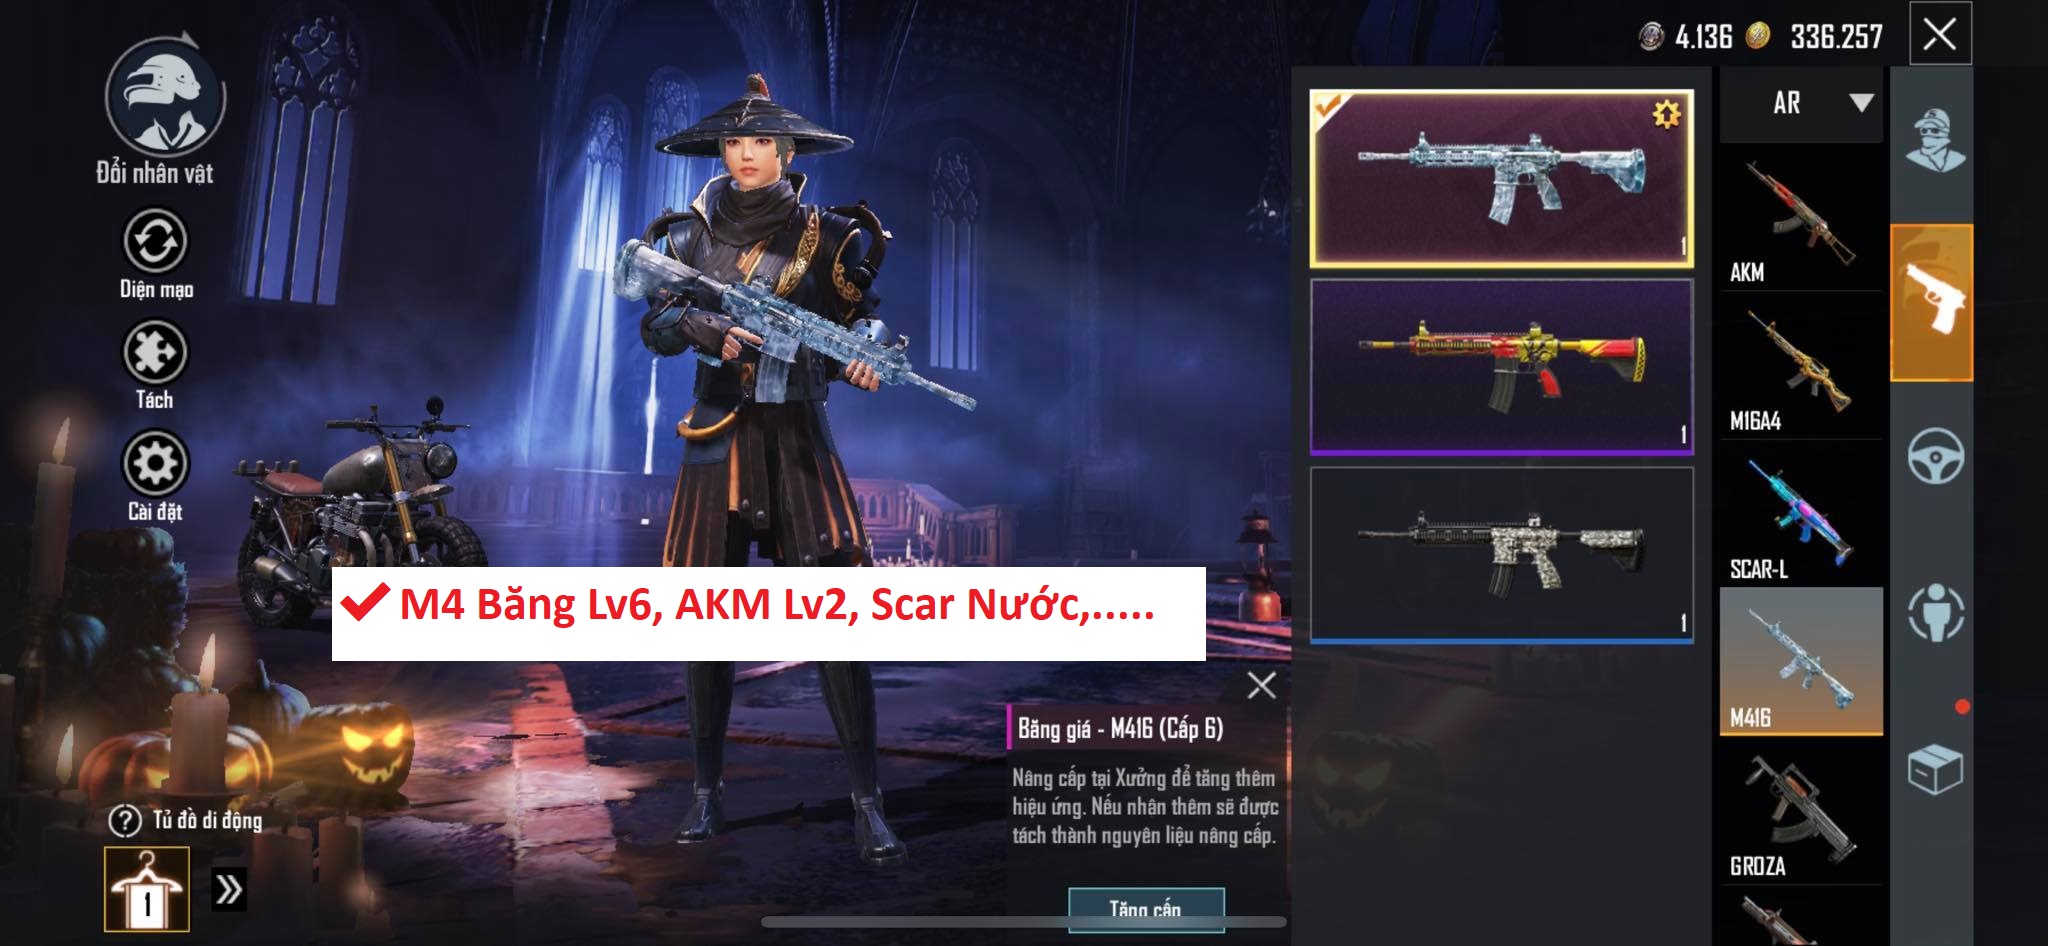 4.136 336.257
Đổi nhân vật
Diện mạo
Tách
Cài đặt
? Tủ đồ di động
1
M4 Băng Lv6, AKM Lv2, Scar Nước,.....
Băng giá - M416 (Cấp 6)
Nâng cấp tại Xưởng để tăng thêm
hiệu ứng. Nếu nhân thêm sẽ được
tách thành nguyên liệu nâng cấp.
Tăng cấp
1
1
1
AR
AKM
M16A4
SCAR-L
M416
GROZA